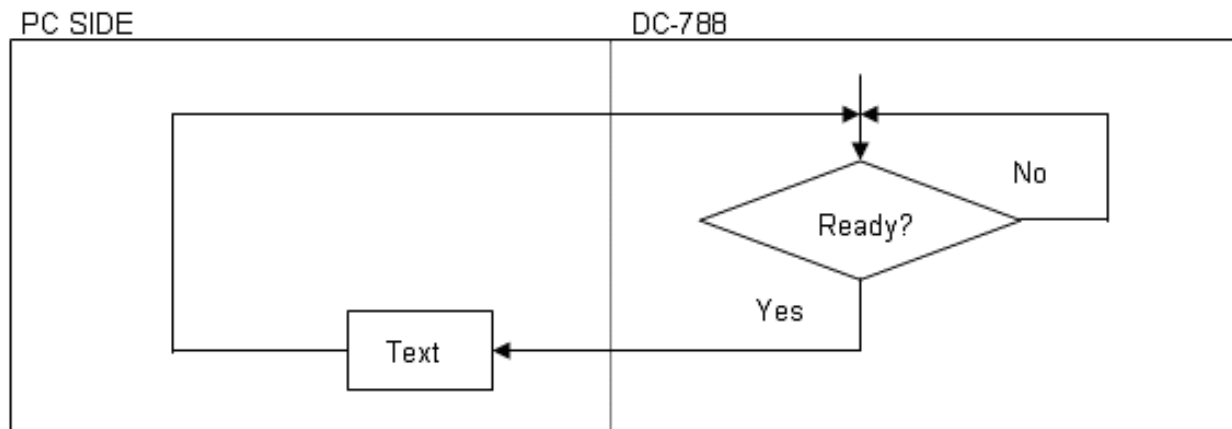 PC SIDE
DC-788
No
Ready?
Yes
Text